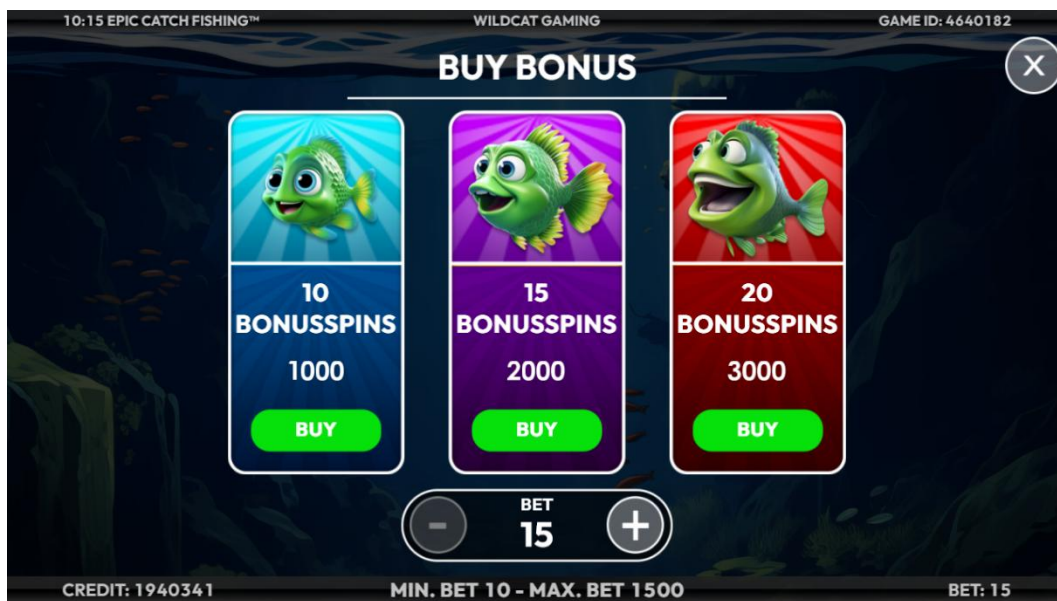 10:15 EPIC CATCH FISHING™ WILDCAT GAMING GAME ID: 4640182
BUY BONUS
X
10
BONUSSPINS
1000
BUY
15
BONUSSPINS
2000
BUY
20
BONUSSPINS
3000
BUY
BET
- 15 +
CREDIT: 1940341 MIN. BET 10 - MAX. BET 1500 BET: 15